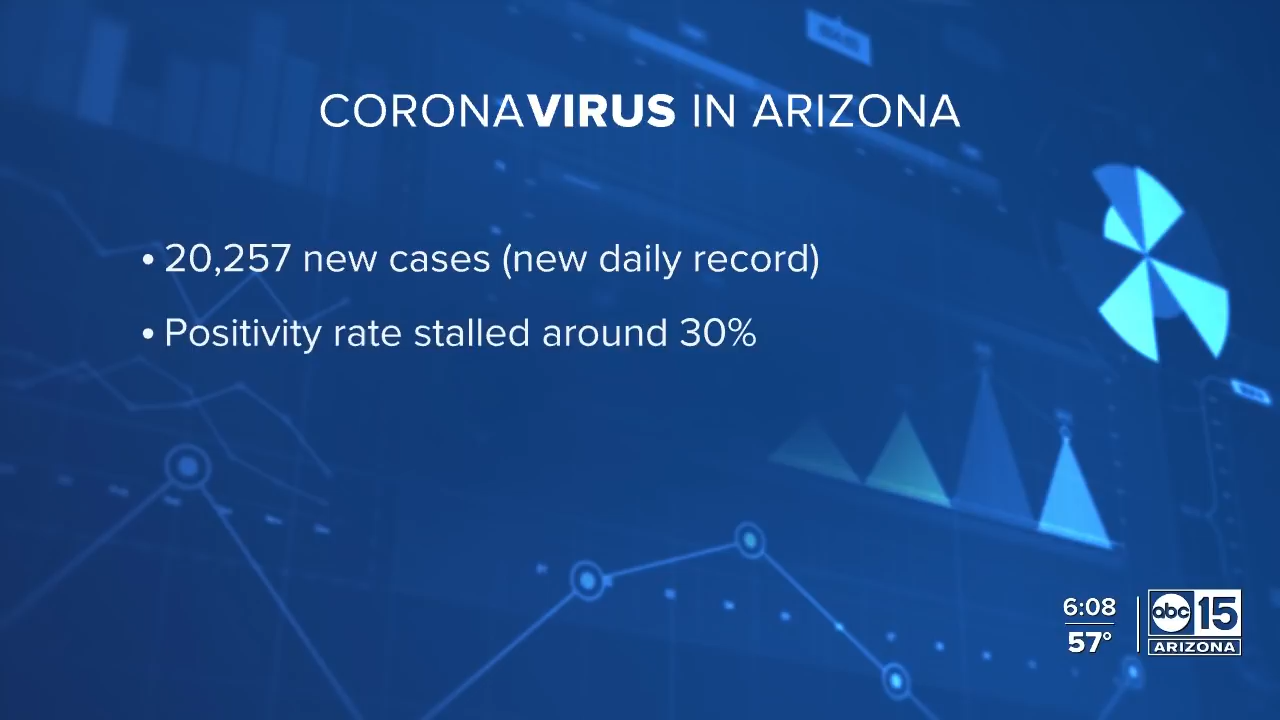 CORONAVIRUS IN ARIZONA
• 20,257 new cases (new daily record)
• Positivity rate stalled around 30%
6:08
57°
abc 15
ARIZONA